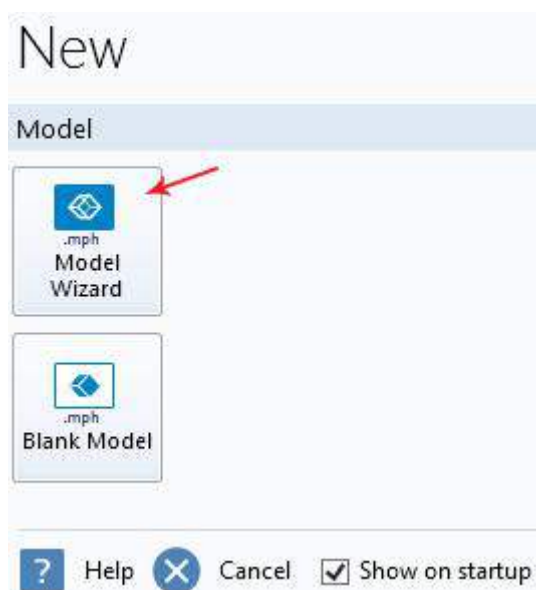 New
Model
.mph
Model
Wizard
.mph
Blank Model
? Help Cancel Show on startup